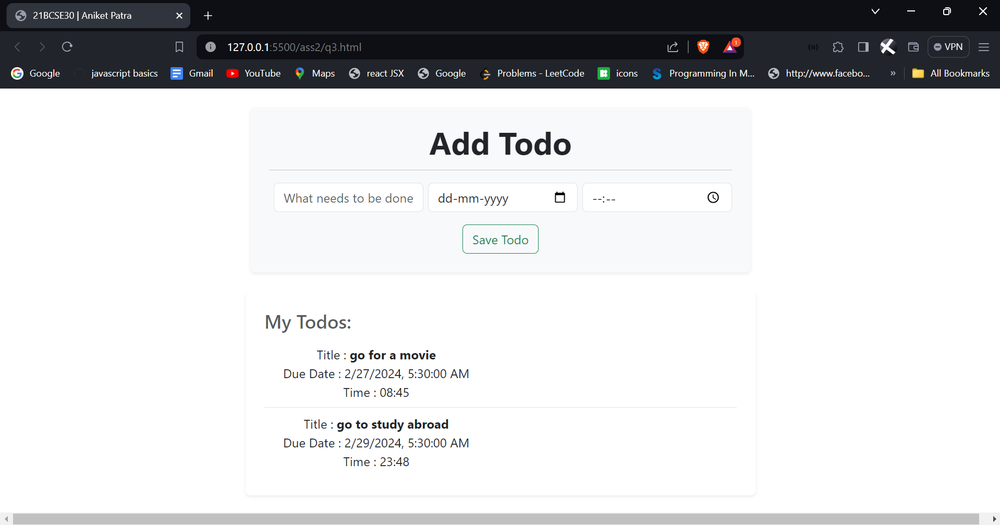 21BCSE30 | Aniket Patra
127.0.0.1:5500/ass2/q3.html
1
VPN
Google
javascript basics
Gmail
YouTube
Maps
react JSX
Google
Problems - LeetCode
icons
Programming In M...
http://www.facebo...
»
All Bookmarks
Add Todo
What needs to be done
dd-mm-yyyy
--:--
Save Todo
My Todos:
Title : go for a movie
Due Date : 2/27/2024, 5:30:00 AM
Time : 08:45
Title : go to study abroad
Due Date : 2/29/2024, 5:30:00 AM
Time : 23:48